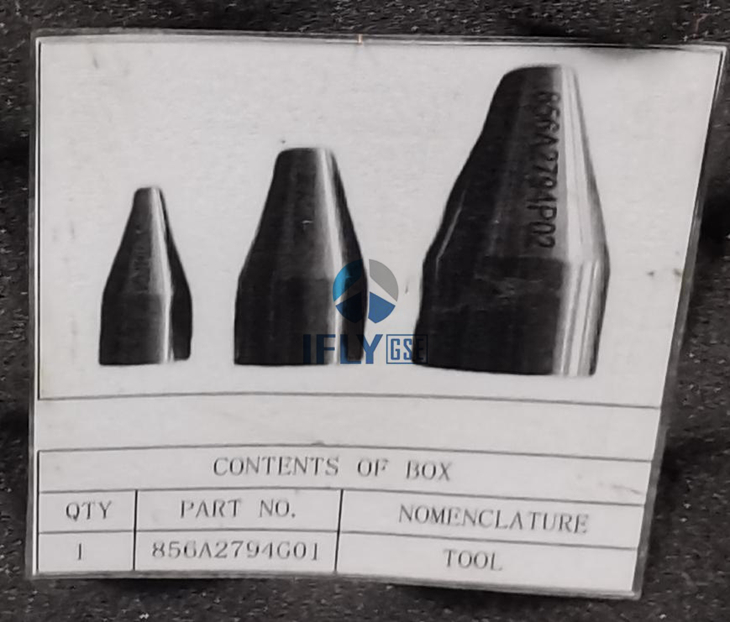 856A2794P02
IFLY GSE
CONTENTS OF BOX
QTY PART NO. NOMENCLATURE
1 856A2794G01 TOOL